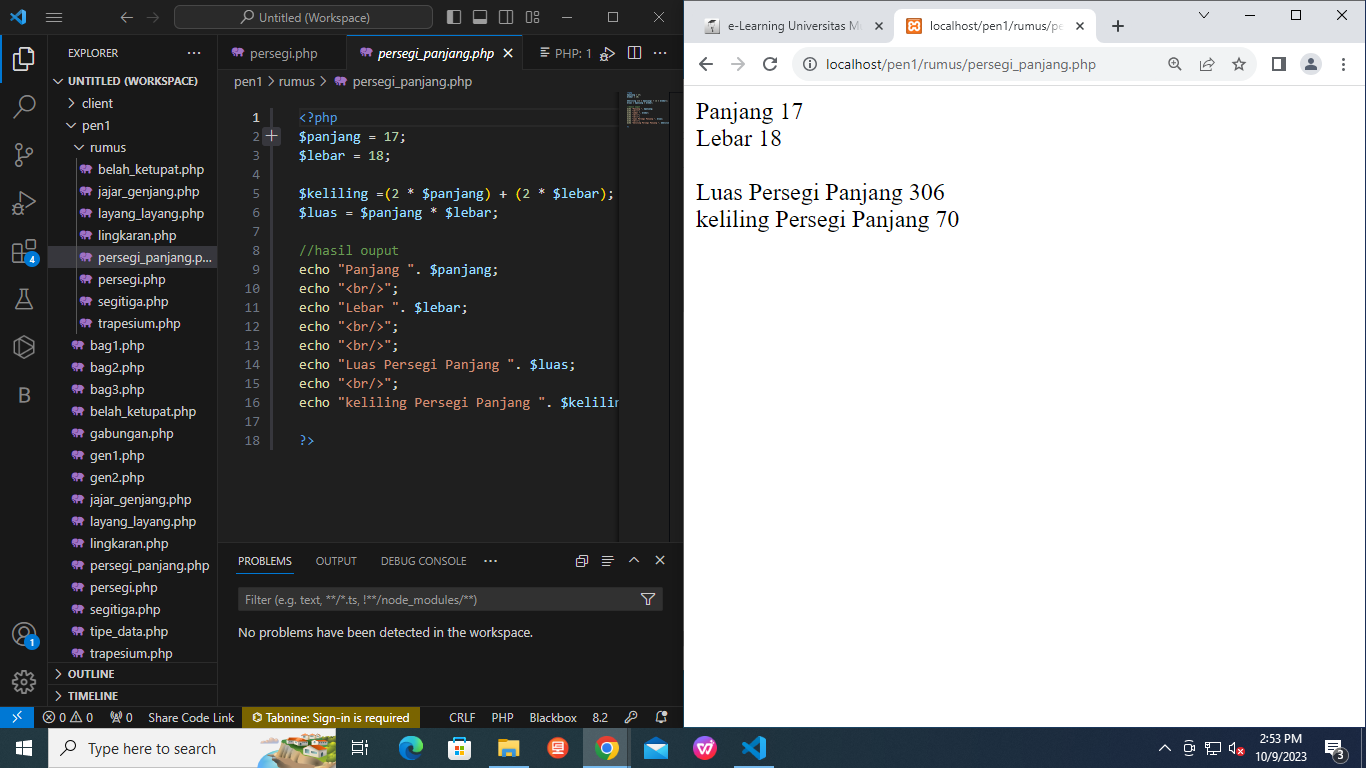 Untitled (Workspace)
EXPLORER
UNTITLED (WORKSPACE)
client
pen1
rumus
belah_ketupat.php
jajar_genjang.php
layang_layang.php
lingkaran.php
persegi_panjang.p...
persegi.php
segitiga.php
trapesium.php
bag1.php
bag2.php
bag3.php
belah_ketupat.php
gabungan.php
gen1.php
gen2.php
jajar_genjang.php
layang_layang.php
lingkaran.php
persegi_panjang.php
persegi.php
segitiga.php
tipe_data.php
trapesium.php
OUTLINE
TIMELINE
4
B
1
persegi.php
persegi_panjang.php
PHP: 1
pen1 > rumus > persegi_panjang.php
1 <?php
2 $panjang = 17;
3 $lebar = 18;
4
5 $keliling =(2 * $panjang) + (2 * $lebar);
6 $luas = $panjang * $lebar;
7
8 //hasil ouput
9 echo "Panjang ". $panjang;
10 echo "<br/>";
11 echo "Lebar ". $lebar;
12 echo "<br/>";
13 echo "<br/>";
14 echo "Luas Persegi Panjang ". $luas;
15 echo "<br/>";
16 echo "keliling Persegi Panjang ". $kelilin
17
18 ?>
PROBLEMS OUTPUT DEBUG CONSOLE
Filter (e.g. text, **/*.ts, !**/node_modules/**)
No problems have been detected in the workspace.
0 0 0 Share Code Link Tabnine: Sign-in is required CRLF PHP Blackbox 8.2
e-Learning Universitas M
localhost/pen1/rumus/pe
localhost/pen1/rumus/persegi_panjang.php
Panjang 17
Lebar 18
Luas Persegi Panjang 306
keliling Persegi Panjang 70
Type here to search
2:53 PM
10/9/2023
3